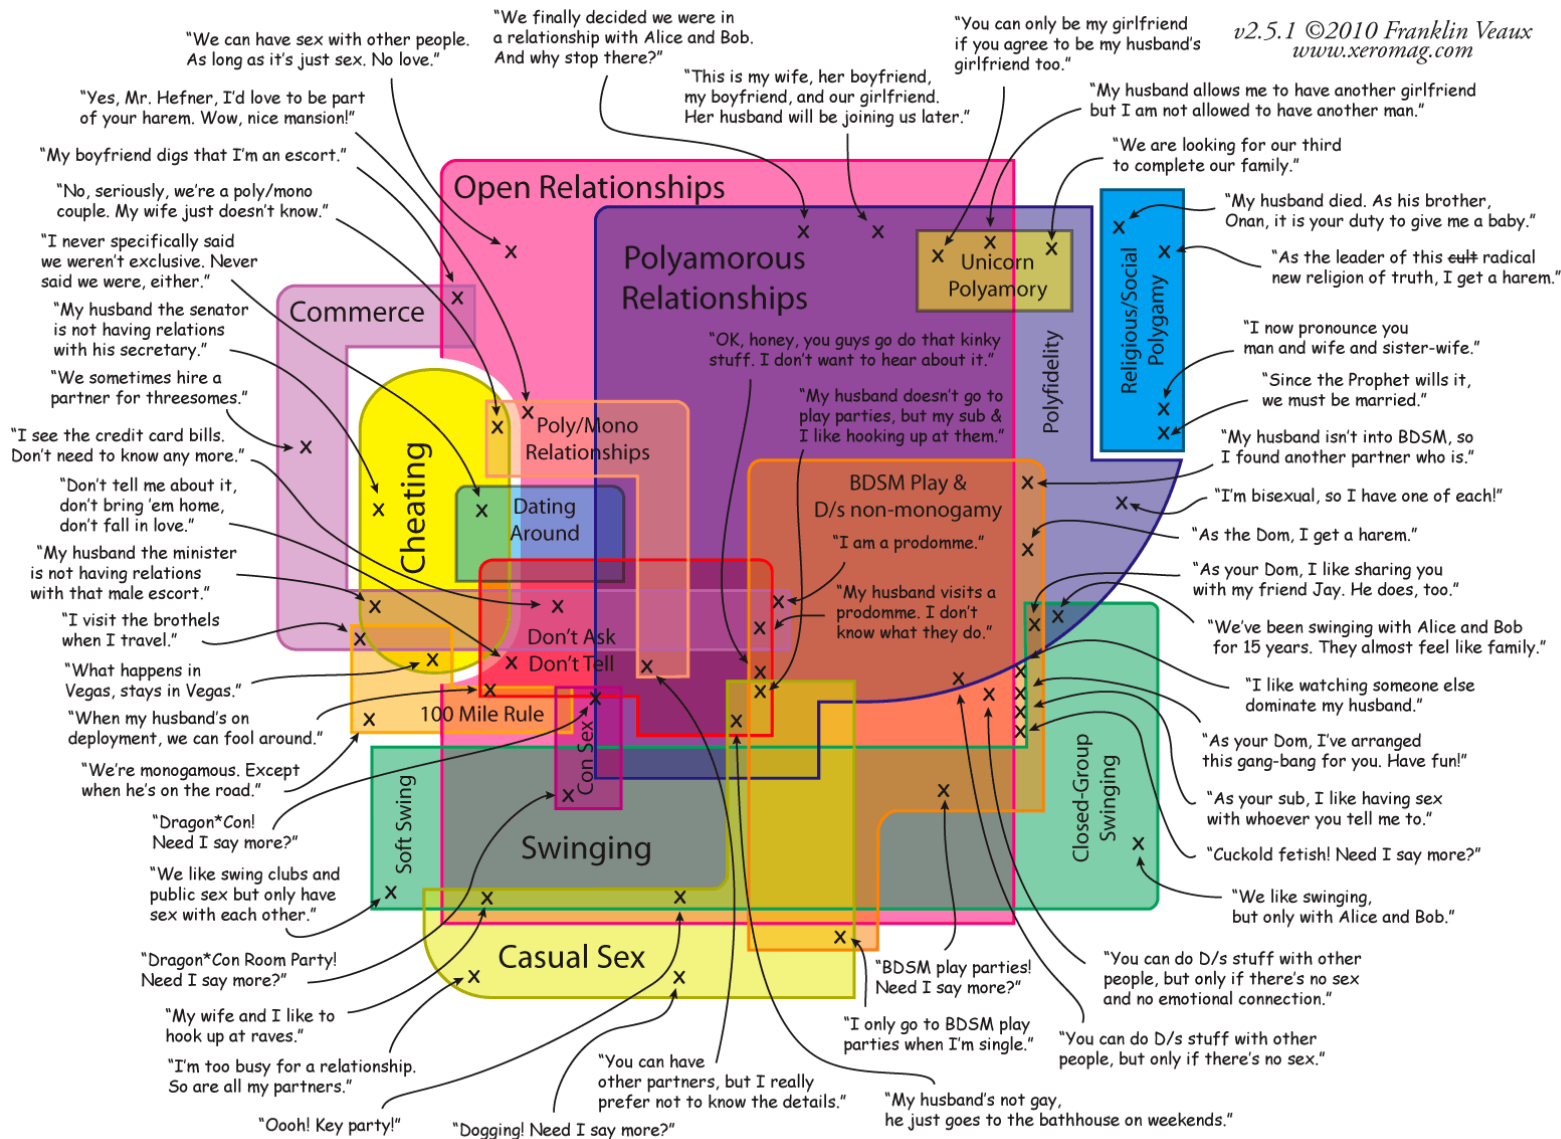 v2.5.1 ©2010 Franklin Veaux
www.xeromag.com
“We can have sex with other people.
As long as it’s just sex. No love.”
“We finally decided we were in
a relationship with Alice and Bob.
And why stop there?”
“This is my wife, her boyfriend,
my boyfriend, and our girlfriend.
Her husband will be joining us later.”
“You can only be my girlfriend
if you agree to be my husband’s
girlfriend too.”
“My husband allows me to have another girlfriend
but I am not allowed to have another man.”
“We are looking for our third
to complete our family.”
“Yes, Mr. Hefner, I’d love to be part
of your harem. Wow, nice mansion!”
“My boyfriend digs that I’m an escort.”
“No, seriously, we’re a poly/mono
couple. My wife just doesn’t know.”
“I never specifically said
we weren’t exclusive. Never
said we were, either.”
“My husband the senator
is not having relations
with his secretary.”
“We sometimes hire a
partner for threesomes.”
“I see the credit card bills.
Don’t need to know any more.”
“Don’t tell me about it,
don’t bring ’em home,
don’t fall in love.”
“My husband the minister
is not having relations
with that male escort.”
“I visit the brothels
when I travel.”
“What happens in
Vegas, stays in Vegas.”
“When my husband’s on
deployment, we can fool around.”
“We’re monogamous. Except
when he’s on the road.”
“Dragon*Con!
Need I say more?”
“We like swing clubs and
public sex but only have
sex with each other.”
“Dragon*Con Room Party!
Need I say more?”
“My wife and I like to
hook up at raves.”
“I’m too busy for a relationship.
So are all my partners.”
“Oooh! Key party!”
“Dogging! Need I say more?”
Open Relationships
Polyamorous
Relationships
Unicorn
Polyamory
Polyfidelity
Religious/Social
Polygamy
Commerce
Cheating
Poly/Mono
Relationships
Dating
Around
“OK, honey, you guys go do that kinky
stuff. I don’t want to hear about it.”
“My husband doesn’t go to
play parties, but my sub &
I like hooking up at them.”
BDSM Play &
D/s non-monogamy
“I am a prodomme.”
“My husband visits a
prodomme. I don’t
know what they do.”
Don’t Ask
Don’t Tell
100 Mile Rule
Con Sex
Soft Swing
Swinging
Closed-Group
Swinging
Casual Sex
“My husband died. As his brother,
Onan, it is your duty to give me a baby.”
“As the leader of this cult radical
new religion of truth, I get a harem.”
“I now pronounce you
man and wife and sister-wife.”
“Since the Prophet wills it,
we must be married.”
“My husband isn’t into BDSM, so
I found another partner who is.”
“I’m bisexual, so I have one of each!”
“As the Dom, I get a harem.”
“As your Dom, I like sharing you
with my friend Jay. He does, too.”
“We’ve been swinging with Alice and Bob
for 15 years. They almost feel like family.”
“I like watching someone else
dominate my husband.”
“As your Dom, I’ve arranged
this gang-bang for you. Have fun!”
“As your sub, I like having sex
with whoever you tell me to.”
“Cuckold fetish! Need I say more?”
“We like swinging,
but only with Alice and Bob.”
“You can do D/s stuff with other
people, but only if there’s no sex
and no emotional connection.”
“BDSM play parties!
Need I say more?”
“I only go to BDSM play
parties when I’m single.”
“You can do D/s stuff with other
people, but only if there’s no sex.”
“You can have
other partners, but I really
prefer not to know the details.”
“My husband’s not gay,
he just goes to the bathhouse on weekends.”